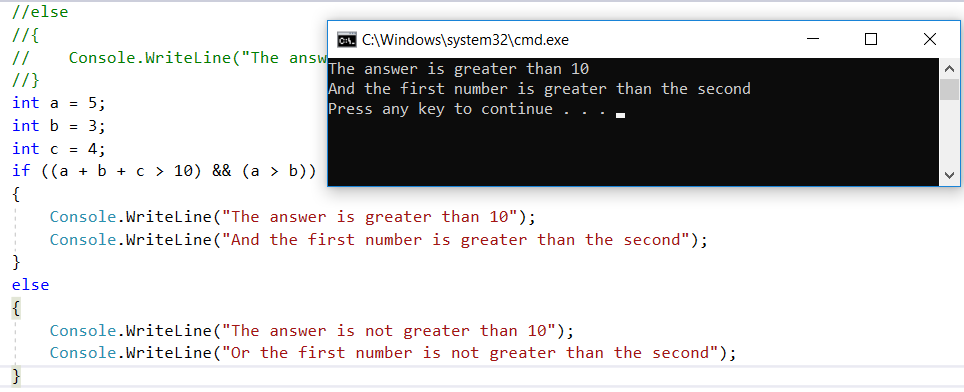 //else
//{
//    Console.WriteLine("The answ
//}
int a = 5;
int b = 3;
int c = 4;
if ((a + b + c > 10) && (a > b))
{
    Console.WriteLine("The answer is greater than 10");
    Console.WriteLine("And the first number is greater than the second");
}
else
{
    Console.WriteLine("The answer is not greater than 10");
    Console.WriteLine("Or the first number is not greater than the second");
}
C:\Windows\system32\cmd.exe
The answer is greater than 10
And the first number is greater than the second
Press any key to continue . . .